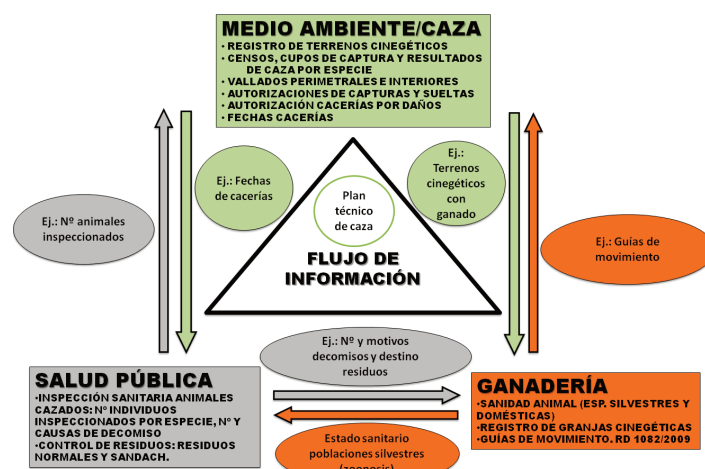 MEDIO AMBIENTE/CAZA
• REGISTRO DE TERRENOS CINEGÉTICOS
• CENSOS, CUPOS DE CAPTURA Y RESULTADOS
DE CAZA POR ESPECIE
• VALLADOS PERIMETRALES E INTERIORES
• AUTORIZACIONES DE CAPTURAS Y SUELTAS
• AUTORIZACIÓN CACERÍAS POR DAÑOS
• FECHAS CACERÍAS
Ej.: Fechas
de cacerías
Ej.:
Terrenos
cinegéticos
con
ganado
Plan
técnico
de caza
Ej.: Nº animales
inspeccionados
Ej.: Guías de
movimiento
FLUJO DE
INFORMACIÓN
Ej.: Nº y motivos
decomisos y destino
residuos
SALUD PÚBLICA
•INSPECCIÓN SANITARIA ANIMALES
CAZADOS: Nº INDIVIDUOS
INSPECCIONADOS POR ESPECIE, Nº Y
CAUSAS DE DECOMISO
•CONTROL DE RESIDUOS: RESIDUOS
NORMALES Y SANDACH.
GANADERÍA
•SANIDAD ANIMAL (ESP. SILVESTRES Y
DOMÉSTICAS)
•REGISTRO DE GRANJAS CINEGÉTICAS
•GUÍAS DE MOVIMIENTO. RD 1082/2009
Estado sanitario
poblaciones silvestres
(zoonosis)